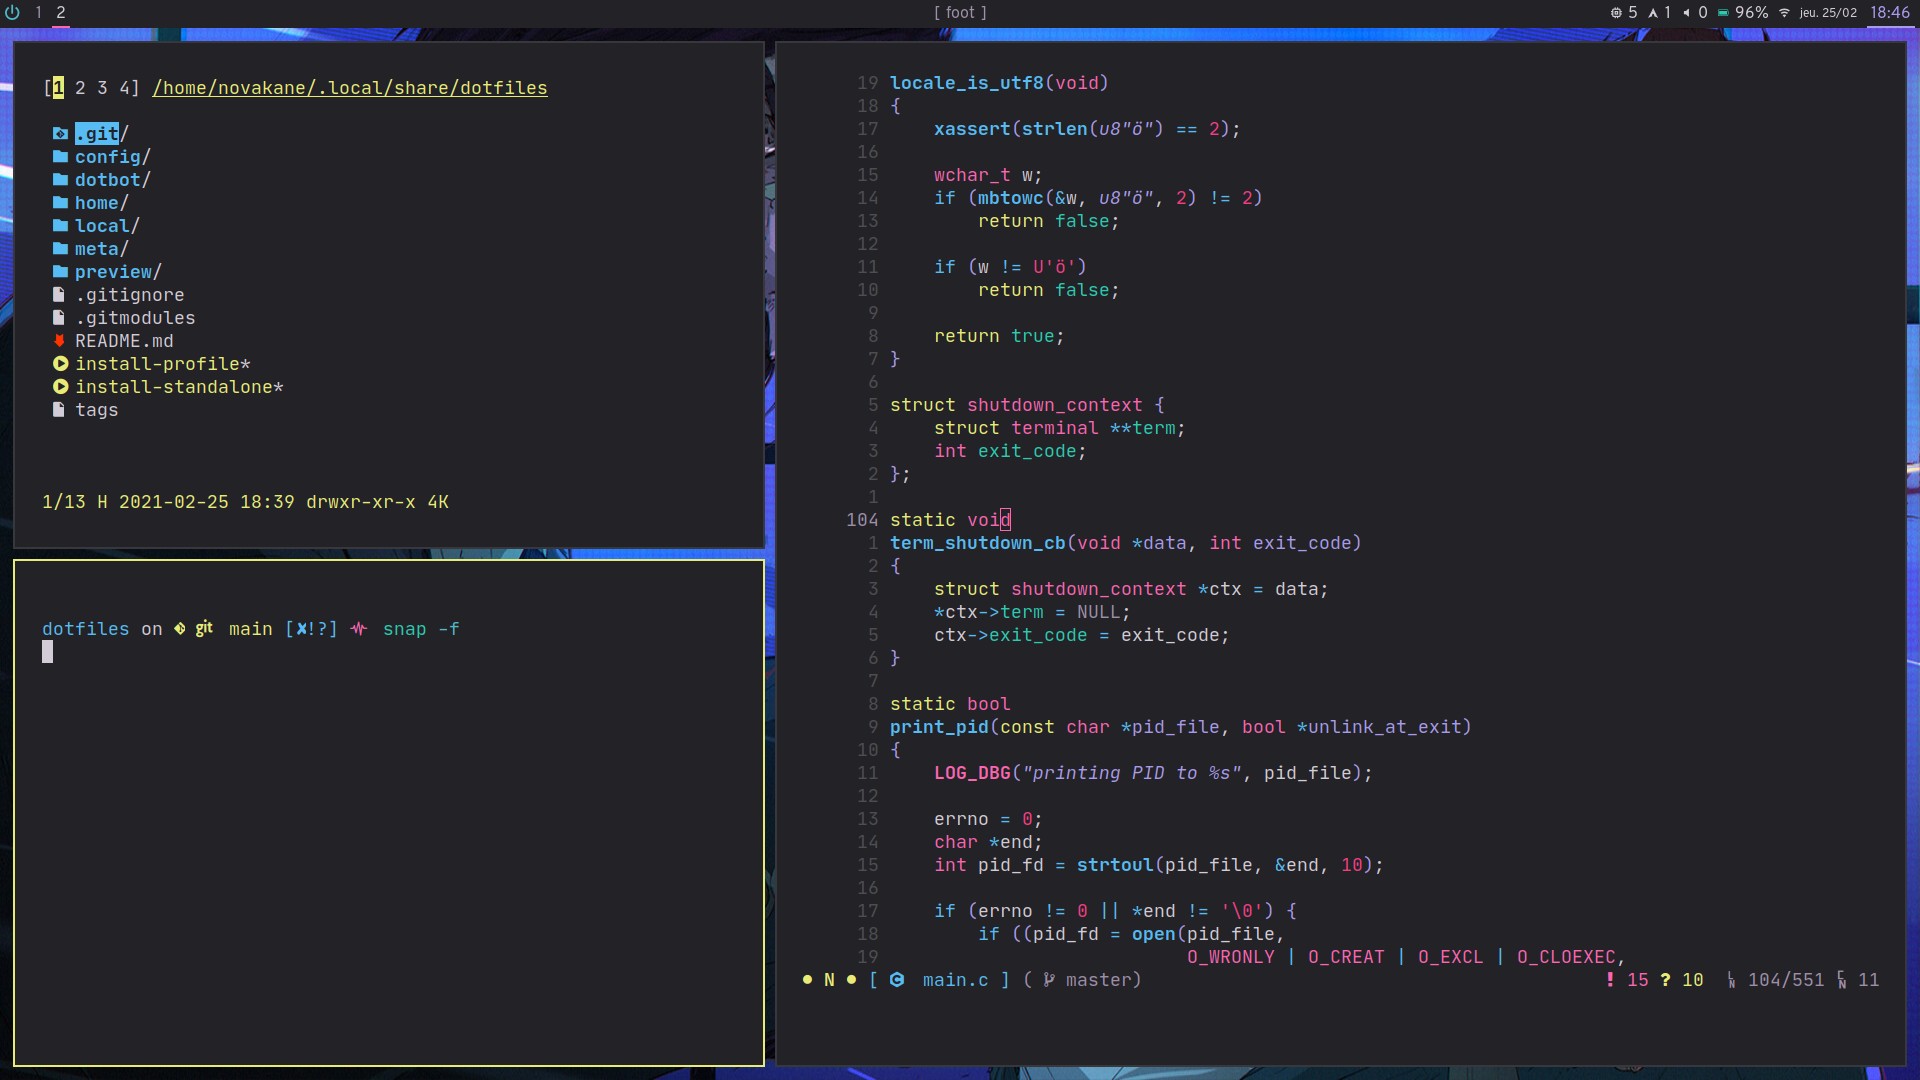 1 2 [ foot ] 5 1 0 96% jeu. 25/02 18:46
[1 2 3 4] /home/novakane/.local/share/dotfiles
.git/
config/
dotbot/
home/
local/
meta/
preview/
.gitignore
.gitmodules
README.md
install-profile*
install-standalone*
tags
1/13 H 2021-02-25 18:39 drwxr-xr-x 4K
dotfiles on git main [✘!?] snap -f
19 locale_is_utf8(void)
18 {
17     xassert(strlen(u8"ö") == 2);
16
15     wchar_t w;
14     if (mbtowc(&w, u8"ö", 2) != 2)
13         return false;
12
11     if (w != U'ö')
10         return false;
9
8     return true;
7 }
6
5 struct shutdown_context {
4     struct terminal **term;
3     int exit_code;
2 };
1
104 static void
1 term_shutdown_cb(void *data, int exit_code)
2 {
3     struct shutdown_context *ctx = data;
4     *ctx->term = NULL;
5     ctx->exit_code = exit_code;
6 }
7
8 static bool
9 print_pid(const char *pid_file, bool *unlink_at_exit)
10 {
11     LOG_DBG("printing PID to %s", pid_file);
12
13     errno = 0;
14     char *end;
15     int pid_fd = strtoul(pid_file, &end, 10);
16
17     if (errno != 0 || *end != '\0') {
18         if ((pid_fd = open(pid_file,
19                            O_WRONLY | O_CREAT | O_EXCL | O_CLOEXEC,
● N ● [ C main.c ] ( master) ! 15 ? 10 LN 104/551 CN 11